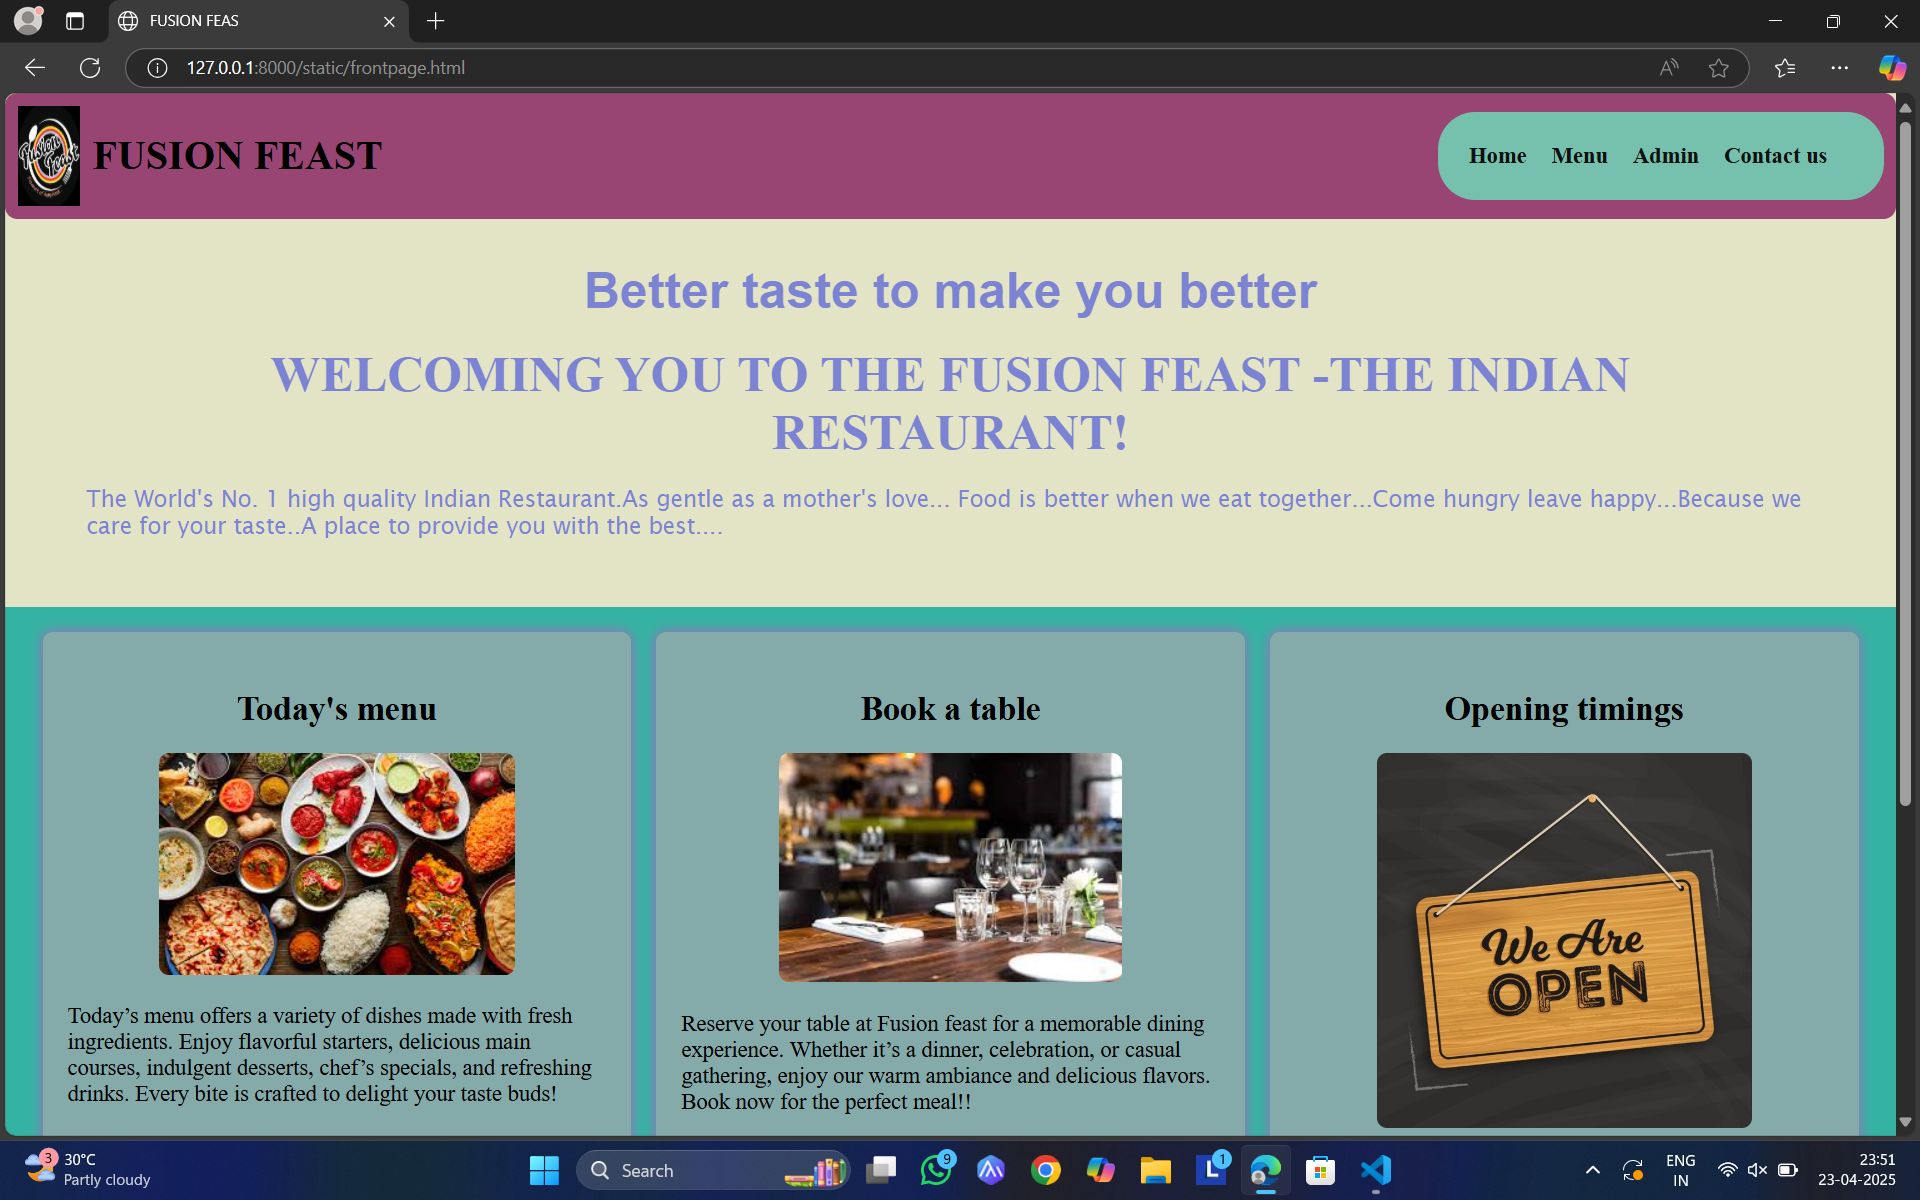 FUSION FEAS
127.0.0.1:8000/static/frontpage.html
Fusion Feast
FUSION FEAST
Home Menu Admin Contact us
Better taste to make you better
WELCOMING YOU TO THE FUSION FEAST -THE INDIAN
RESTAURANT!
The World's No. 1 high quality Indian Restaurant.As gentle as a mother's love... Food is better when we eat together...Come hungry leave happy...Because we
care for your taste..A place to provide you with the best....
Today's menu
Today’s menu offers a variety of dishes made with fresh
ingredients. Enjoy flavorful starters, delicious main
courses, indulgent desserts, chef’s specials, and refreshing
drinks. Every bite is crafted to delight your taste buds!
Book a table
Reserve your table at Fusion feast for a memorable dining
experience. Whether it’s a dinner, celebration, or casual
gathering, enjoy our warm ambiance and delicious flavors.
Book now for the perfect meal!!
Opening timings
We Are
OPEN
3
30°C
Partly cloudy
Search
9
L 1
ENG
IN
23:51
23-04-2025